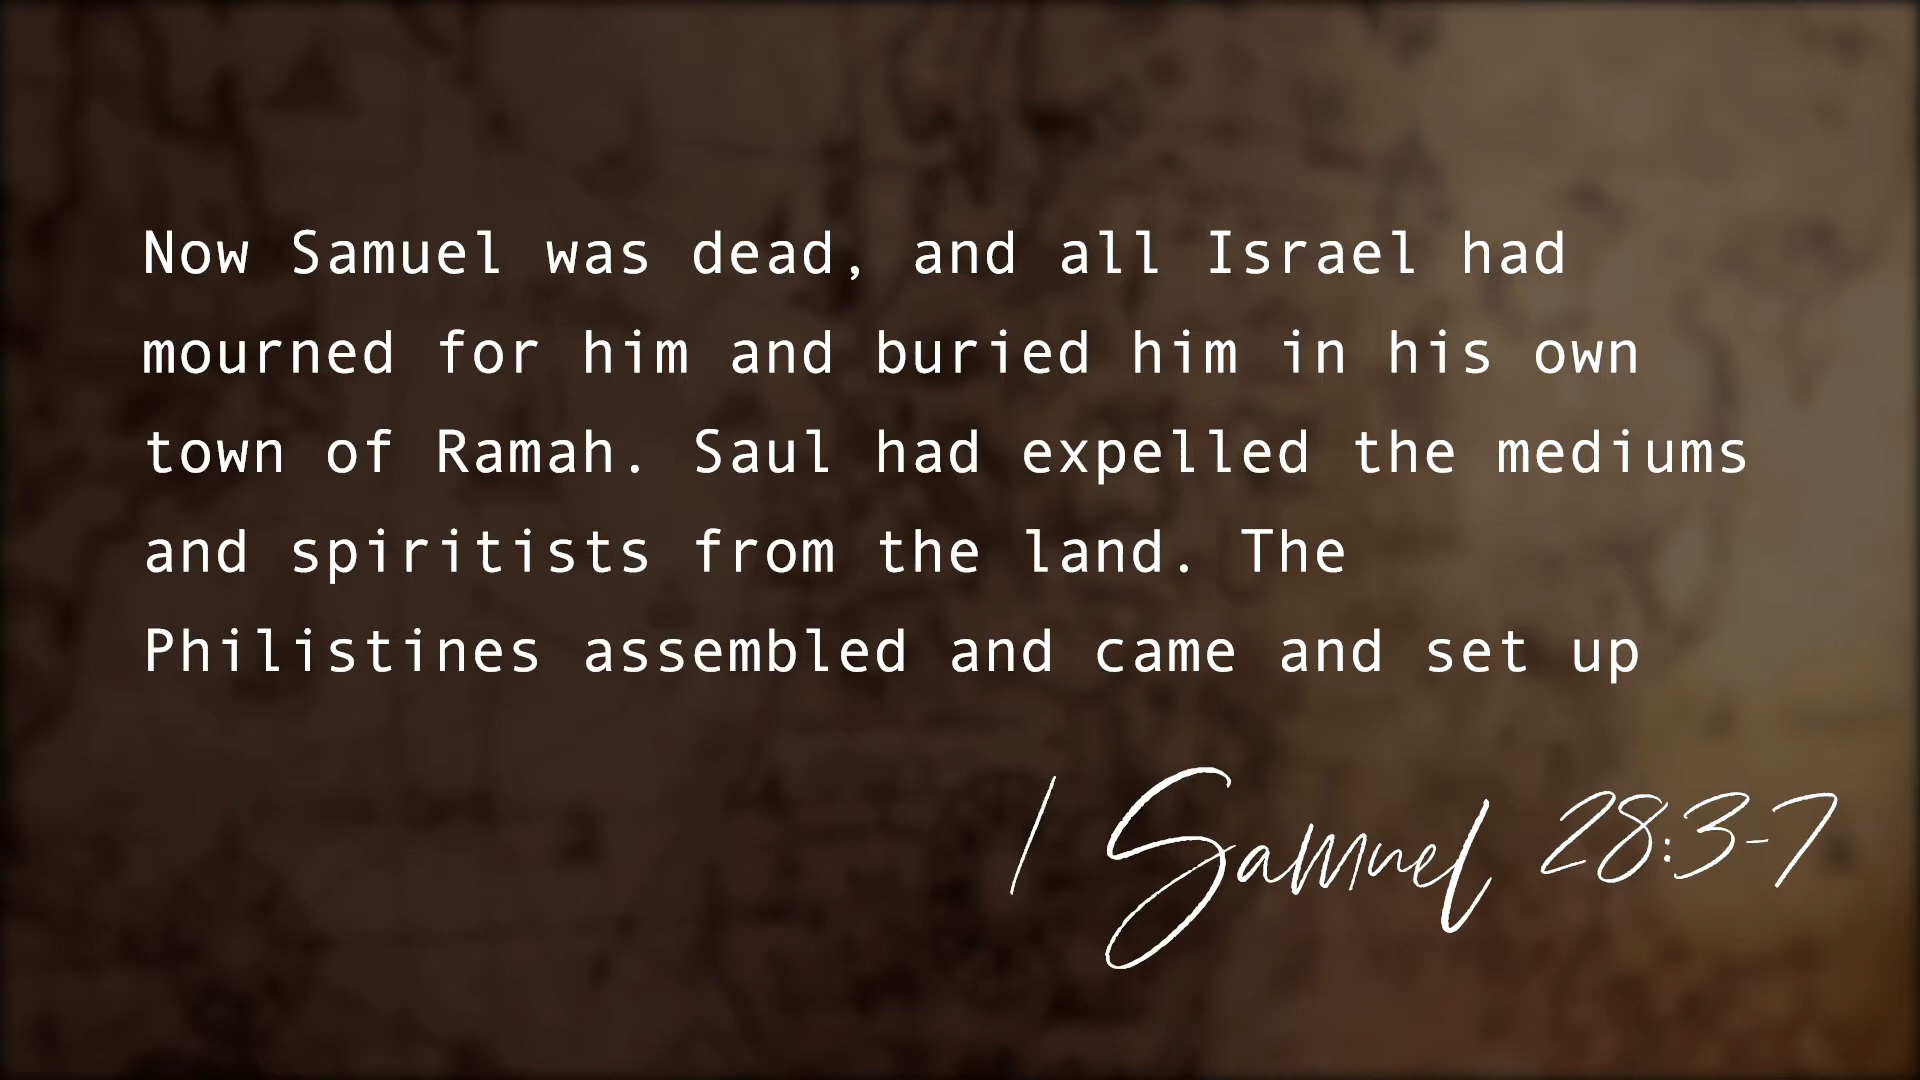 Now Samuel was dead, and all Israel had
mourned for him and buried him in his own
town of Ramah. Saul had expelled the mediums
and spiritists from the land. The
Philistines assembled and came and set up
1 Samuel 28:3-7